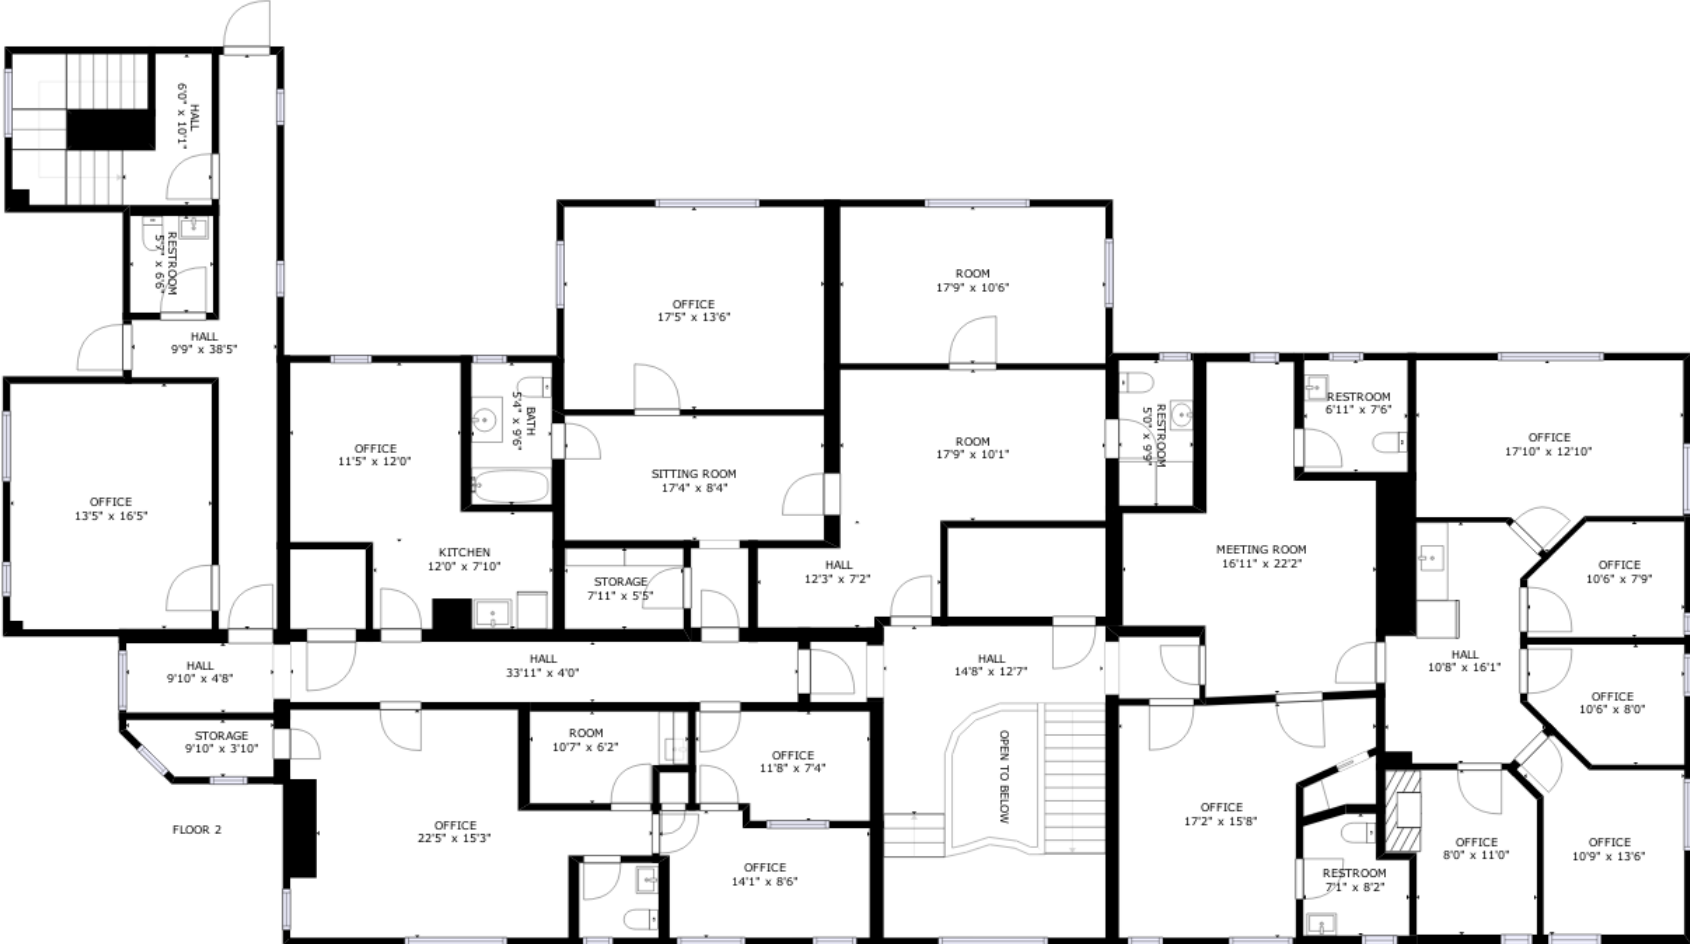 HALL
6'0" x 10'1"
RESTROOM
5'7" x 6'6"
HALL
9'9" x 38'5"
OFFICE
17'5" x 13'6"
ROOM
17'9" x 10'6"
OFFICE
13'5" x 16'5"
OFFICE
11'5" x 12'0"
BATH
5'4" x 9'6"
SITTING ROOM
17'4" x 8'4"
ROOM
17'9" x 10'1"
RESTROOM
5'0" x 9'9"
RESTROOM
6'11" x 7'6"
OFFICE
17'10" x 12'10"
KITCHEN
12'0" x 7'10"
STORAGE
7'11" x 5'5"
HALL
12'3" x 7'2"
MEETING ROOM
16'11" x 22'2"
OFFICE
10'6" x 7'9"
HALL
9'10" x 4'8"
HALL
33'11" x 4'0"
HALL
14'8" x 12'7"
HALL
10'8" x 16'1"
OFFICE
10'6" x 8'0"
STORAGE
9'10" x 3'10"
ROOM
10'7" x 6'2"
OFFICE
11'8" x 7'4"
OPEN TO BELOW
FLOOR 2
OFFICE
22'5" x 15'3"
OFFICE
14'1" x 8'6"
OFFICE
17'2" x 15'8"
RESTROOM
7'1" x 8'2"
OFFICE
8'0" x 11'0"
OFFICE
10'9" x 13'6"